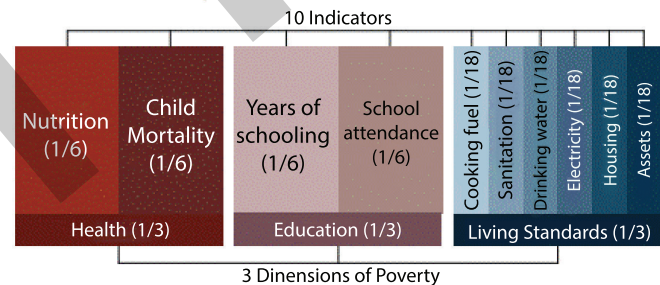 10 Indicators
Nutrition
(1/6)
Child
Mortality
(1/6)
Years of
schooling
(1/6)
School
attendance
(1/6)
Cooking fuel (1/18)
Sanitation (1/18)
Drinking water (1/18)
Electricity (1/18)
Housing (1/18)
Assets (1/18)
Health (1/3)
Education (1/3)
Living Standards (1/3)
3 Dinensions of Poverty